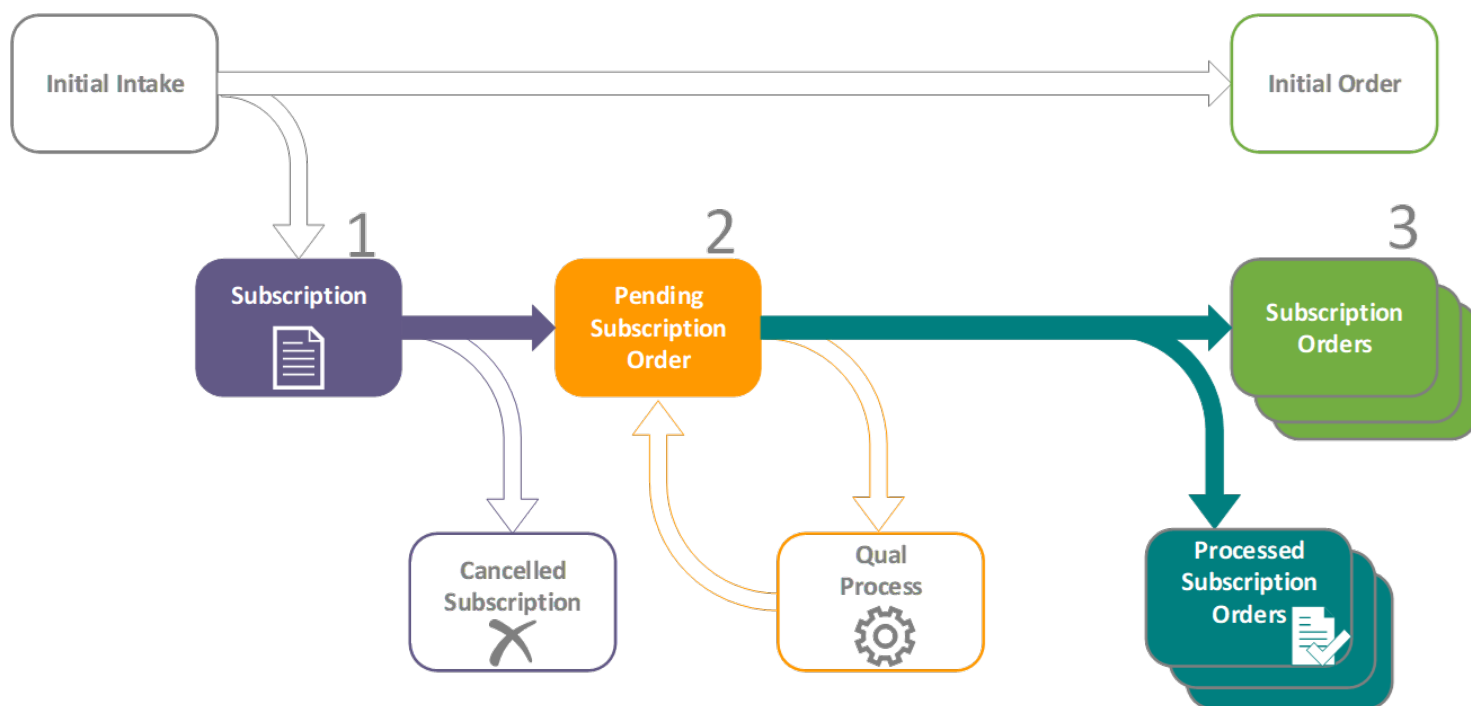 Initial Intake
Initial Order
1
2
3
Subscription
Pending
Subscription
Order
Subscription
Orders
Cancelled
Subscription
Qual
Process
Processed
Subscription
Orders